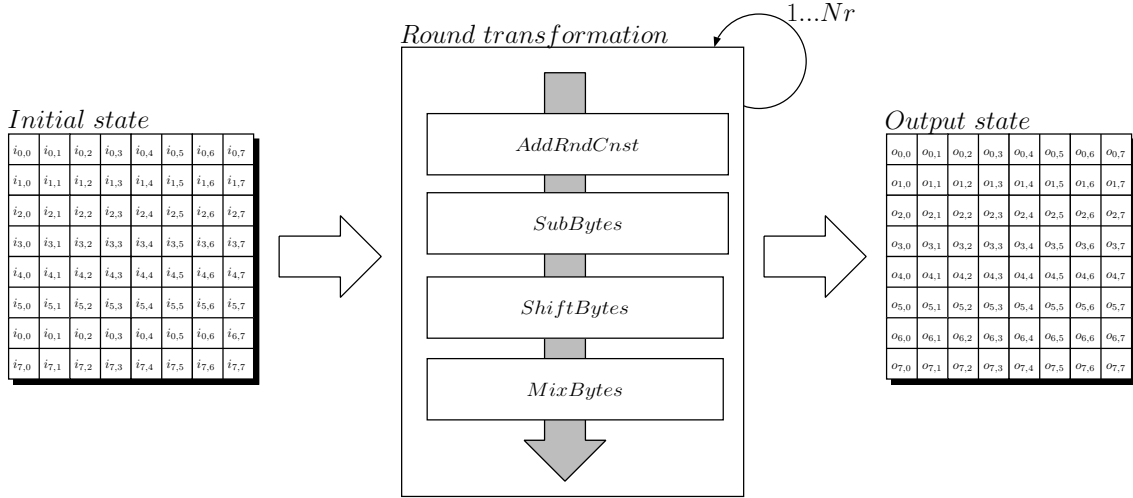 1...Nr
Round transformation
Initial state
i0,0 i0,1 i0,2 i0,3 i0,4 i0,5 i0,6 i0,7
i1,0 i1,1 i1,2 i1,3 i1,4 i1,5 i1,6 i1,7
i2,0 i2,1 i2,2 i2,3 i2,4 i2,5 i2,6 i2,7
i3,0 i3,1 i3,2 i3,3 i3,4 i3,5 i3,6 i3,7
i4,0 i4,1 i4,2 i4,3 i4,4 i4,5 i4,6 i4,7
i5,0 i5,1 i5,2 i5,3 i5,4 i5,5 i5,6 i5,7
i0,0 i0,1 i0,2 i0,3 i0,4 i0,5 i0,6 i6,7
i7,0 i7,1 i7,2 i7,3 i7,4 i7,5 i7,6 i7,7
AddRndCnst
SubBytes
ShiftBytes
MixBytes
Output state
o0,0 o0,1 o0,2 o0,3 o0,4 o0,5 o0,6 o0,7
o1,0 o1,1 o1,2 o1,3 o1,4 o1,5 o1,6 o1,7
o2,0 o2,1 o2,2 o2,3 o2,4 o2,5 o2,6 o2,7
o3,0 o3,1 o3,2 o3,3 o3,4 o3,5 o3,6 o3,7
o4,0 o4,1 o4,2 o4,3 o4,4 o4,5 o4,6 o4,7
o5,0 o5,1 o5,2 o5,3 o5,4 o5,5 o5,6 o5,7
o6,0 o6,1 o6,2 o6,3 o6,4 o6,5 o6,6 o6,7
o7,0 o7,1 o7,2 o7,3 o7,4 o7,5 o7,6 o7,7